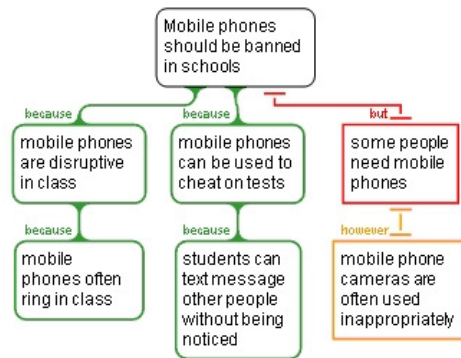 Mobile phones
should be banned
in schools
because
because
but
mobile phones
are disruptive
in class
mobile phones
can be used to
cheat on tests
some people
need mobile
phones
because
because
however
mobile
phones often
ring in class
students can
text message
other people
without being
noticed
mobile phone
cameras are
often used
inappropriately